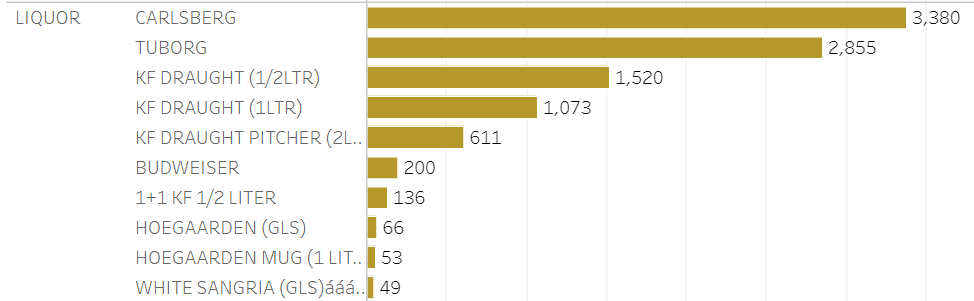 LIQUOR CARLSBERG 3,380
TUBORG 2,855
KF DRAUGHT (1/2LTR) 1,520
KF DRAUGHT (1LTR) 1,073
KF DRAUGHT PITCHER (2L.. 611
BUDWEISER 200
1+1 KF 1/2 LITER 136
HOEGAARDEN (GLS) 66
HOEGAARDEN MUG (1 LIT.. 53
WHITE SANGRIA (GLS)ááá.. 49